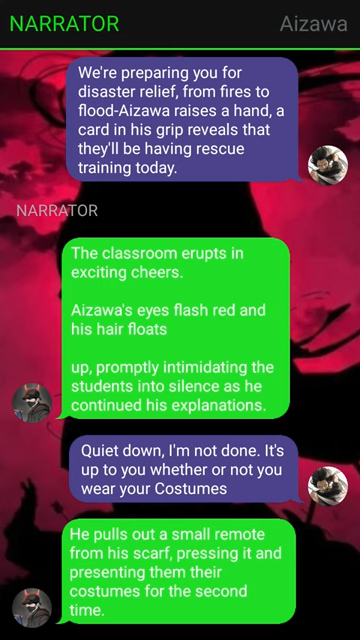 NARRATOR
Aizawa
We're preparing you for
disaster relief, from fires to
flood-Aizawa raises a hand, a
card in his grip reveals that
they'll be having rescue
training today.
NARRATOR
The classroom erupts in
exciting cheers.
Aizawa's eyes flash red and
his hair floats
up, promptly intimidating the
students into silence as he
continued his explanations.
Quiet down, I'm not done. It's
up to you whether or not you
wear your Costumes
He pulls out a small remote
from his scarf, pressing it and
presenting them their
costumes for the second
time.